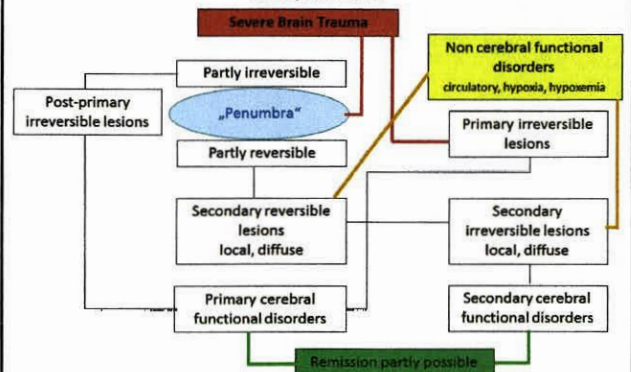 Severe Brain Trauma
Non cerebral functional
disorders
circulatory, hypoxia, hypoxemia
Partly irreversible
Post-primary
irreversible lesions
„Penumbra“
Primary irreversible
lesions
Partly reversible
Secondary reversible
lesions
local, diffuse
Secondary
irreversible lesions
local, diffuse
Primary cerebral
functional disorders
Secondary cerebral
functional disorders
Remission partly possible